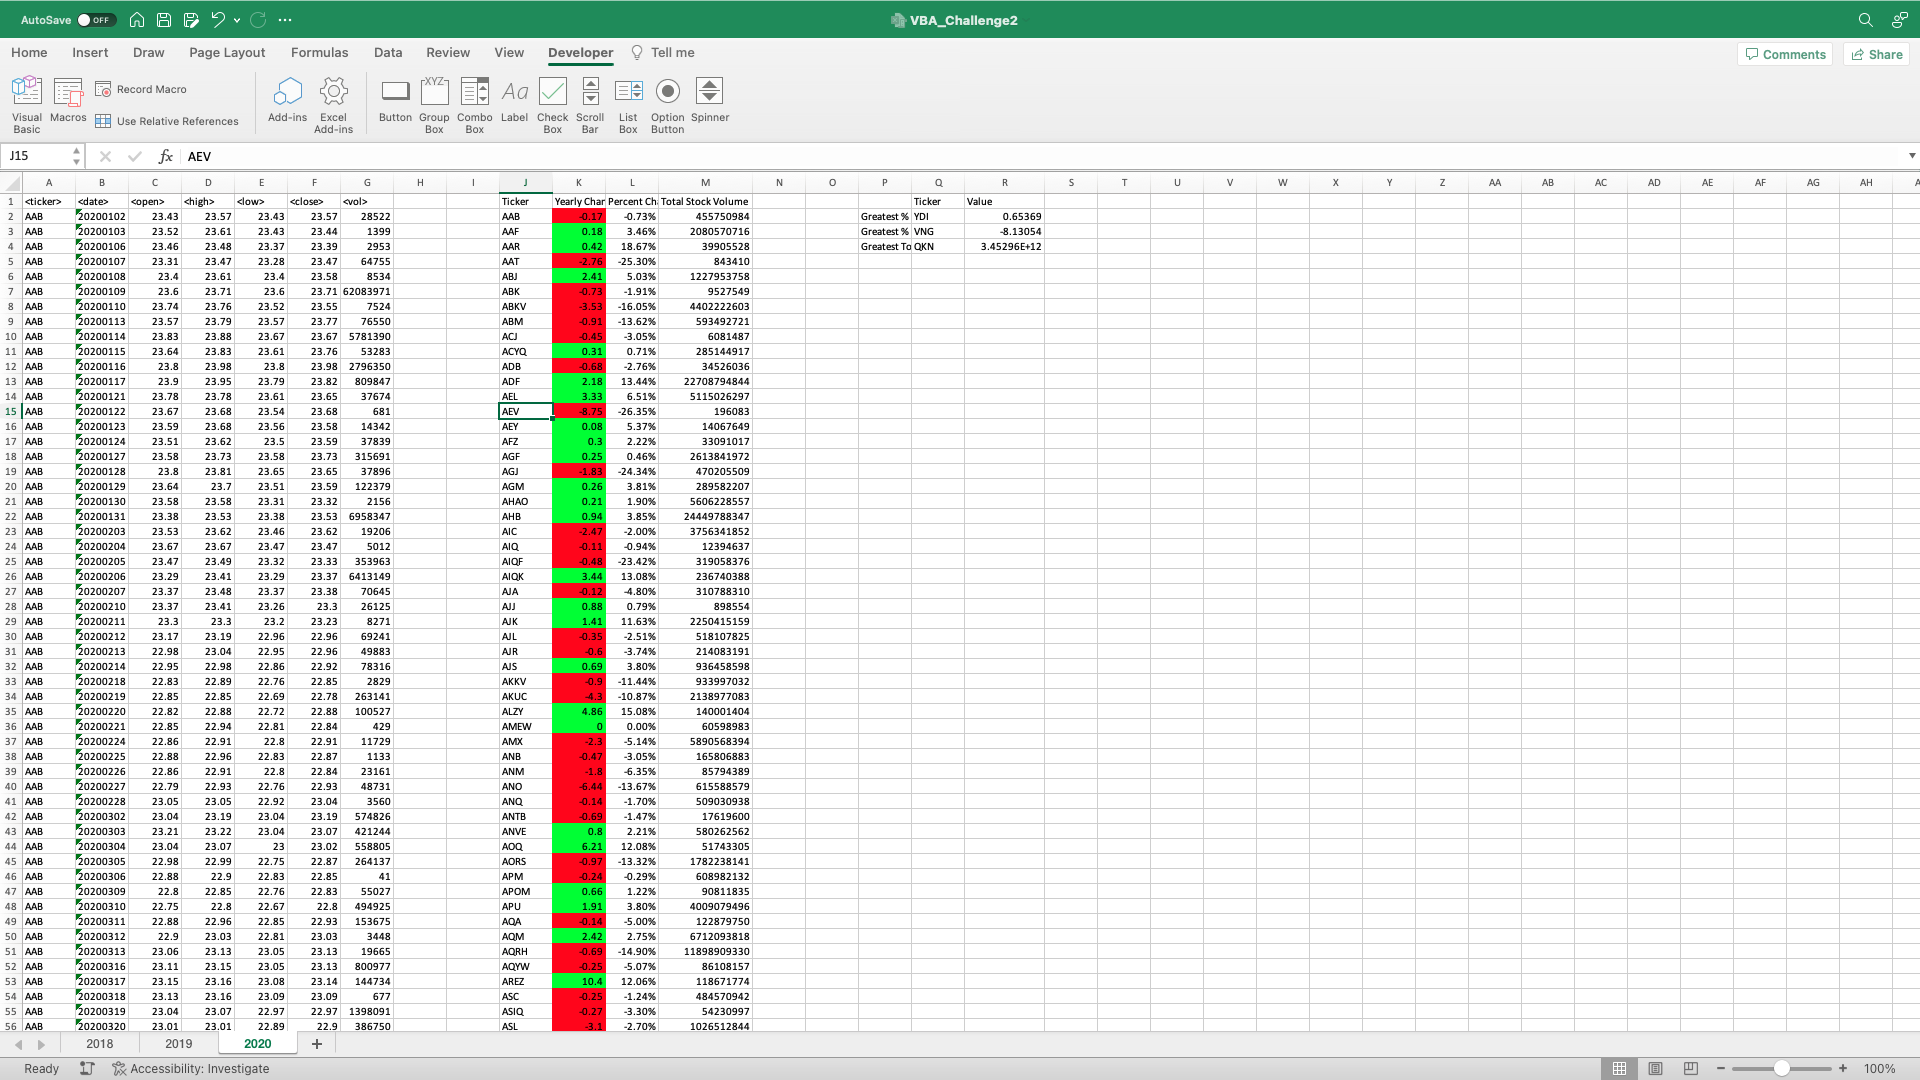 AutoSave OFF VBA_Challenge2
Home Insert Draw Page Layout Formulas Data Review View Developer Tell me Comments Share
Visual Basic Macros Record Macro Use Relative References Add-ins Excel Add-ins Button Group Box Combo Box Label Check Box Scroll Bar List Box Option Button Spinner
XYZ Aa
J15 fx AEV
A B C D E F G H I J K L M N O P Q R S T U V W X Y Z AA AB AC AD AE AF AG AH A
1 <ticker> <date> <open> <high> <low> <close> <vol> Ticker Yearly Char Percent Ch Total Stock Volume Ticker Value
2 AAB 20200102 23.43 23.57 23.43 23.57 28522 AAB -0.17 -0.73% 455750984 Greatest % YDI 0.65369
3 AAB 20200103 23.52 23.61 23.43 23.44 1399 AAF 0.18 3.46% 2080570716 Greatest % VNG -8.13054
4 AAB 20200106 23.46 23.48 23.37 23.39 2953 AAR 0.42 18.67% 39905528 Greatest To QKN 3.45296E+12
5 AAB 20200107 23.31 23.47 23.28 23.47 64755 AAT -2.76 -25.30% 843410
6 AAB 20200108 23.4 23.61 23.4 23.58 8534 ABJ 2.41 5.03% 1227953758
7 AAB 20200109 23.6 23.71 23.6 23.71 62083971 ABK -0.73 -1.91% 9527549
8 AAB 20200110 23.74 23.76 23.52 23.55 7524 ABKV -3.53 -16.05% 4402222603
9 AAB 20200113 23.57 23.79 23.57 23.77 76550 ABM -0.91 -13.62% 593492721
10 AAB 20200114 23.83 23.88 23.67 23.67 5781390 ACJ -0.45 -3.05% 6081487
11 AAB 20200115 23.64 23.83 23.61 23.76 53283 ACYQ 0.31 0.71% 285144917
12 AAB 20200116 23.8 23.98 23.8 23.98 2796350 ADB -0.68 -2.76% 34526036
13 AAB 20200117 23.9 23.95 23.79 23.82 809847 ADF 2.18 13.44% 22708794844
14 AAB 20200121 23.78 23.78 23.61 23.65 37674 AEL 3.33 6.51% 5115026297
15 AAB 20200122 23.67 23.68 23.54 23.68 681 AEV -8.75 -26.35% 196083
16 AAB 20200123 23.59 23.68 23.56 23.58 14342 AEY 0.08 5.37% 14067649
17 AAB 20200124 23.51 23.62 23.5 23.59 37839 AFZ 0.3 2.22% 33091017
18 AAB 20200127 23.58 23.73 23.58 23.73 315691 AGF 0.25 0.46% 2613841972
19 AAB 20200128 23.8 23.81 23.65 23.65 37896 AGJ -1.83 -24.34% 470205509
20 AAB 20200129 23.64 23.7 23.51 23.59 122379 AGM 0.26 3.81% 289582207
21 AAB 20200130 23.58 23.58 23.31 23.32 2156 AHAO 0.21 1.90% 5606228557
22 AAB 20200131 23.38 23.53 23.38 23.53 6958347 AHB 0.94 3.85% 24449788347
23 AAB 20200203 23.53 23.62 23.46 23.62 19206 AIC -2.47 -2.00% 3756341852
24 AAB 20200204 23.67 23.67 23.47 23.47 5012 AIQ -0.11 -0.94% 12394637
25 AAB 20200205 23.47 23.49 23.32 23.33 353963 AIQF -0.48 -23.42% 319058376
26 AAB 20200206 23.29 23.41 23.29 23.37 6413149 AIQK 3.44 13.08% 236740388
27 AAB 20200207 23.37 23.48 23.37 23.38 70645 AJA -0.12 -4.80% 310788310
28 AAB 20200210 23.37 23.41 23.26 23.3 26125 AJJ 0.88 0.79% 898554
29 AAB 20200211 23.3 23.3 23.2 23.23 8271 AJK 1.41 11.63% 2250415159
30 AAB 20200212 23.17 23.19 22.96 22.96 69241 AJL -0.35 -2.51% 518107825
31 AAB 20200213 22.98 23.04 22.95 22.96 49883 AJR -0.6 -3.74% 214083191
32 AAB 20200214 22.95 22.98 22.86 22.92 78316 AJS 0.69 3.80% 936458598
33 AAB 20200218 22.83 22.89 22.76 22.85 2829 AKKV -0.9 -11.44% 933997032
34 AAB 20200219 22.85 22.85 22.69 22.78 263141 AKUC -4.3 -10.87% 2138977083
35 AAB 20200220 22.82 22.88 22.72 22.88 100527 ALZY 4.86 15.08% 140001404
36 AAB 20200221 22.85 22.94 22.81 22.84 429 AMEW 0 0.00% 60598983
37 AAB 20200224 22.86 22.91 22.8 22.91 11729 AMX -2.3 -5.14% 5890568394
38 AAB 20200225 22.88 22.96 22.83 22.87 1133 ANB -0.47 -3.05% 165806883
39 AAB 20200226 22.86 22.91 22.8 22.84 23161 ANM -1.8 -6.35% 85794389
40 AAB 20200227 22.79 22.93 22.76 22.93 48731 ANO -6.44 -13.67% 615588579
41 AAB 20200228 23.05 23.05 22.92 23.04 3560 ANQ -0.14 -1.70% 509030938
42 AAB 20200302 23.04 23.19 23.04 23.19 574826 ANTB -0.69 -1.47% 17619600
43 AAB 20200303 23.21 23.22 23.04 23.07 421244 ANVE 0.8 2.21% 580262562
44 AAB 20200304 23.04 23.07 23 23.02 558805 AOQ 6.21 12.08% 51743305
45 AAB 20200305 22.98 22.99 22.75 22.87 264137 AORS -0.97 -13.32% 1782238141
46 AAB 20200306 22.88 22.9 22.83 22.85 41 APM -0.24 -0.29% 608982132
47 AAB 20200309 22.8 22.85 22.76 22.83 55027 APOM 0.66 1.22% 90811835
48 AAB 20200310 22.75 22.8 22.67 22.8 494925 APU 1.91 3.80% 4009079496
49 AAB 20200311 22.88 22.96 22.85 22.93 153675 AQA -0.14 -5.00% 122879750
50 AAB 20200312 22.9 23.03 22.81 23.03 3448 AQM 2.42 2.75% 6712093818
51 AAB 20200313 23.06 23.13 23.05 23.13 19665 AQRH -0.69 -14.90% 11898909330
52 AAB 20200316 23.11 23.15 23.05 23.13 800977 AQYW -0.25 -5.07% 86108157
53 AAB 20200317 23.15 23.16 23.08 23.14 144734 AREZ 10.4 12.06% 118671774
54 AAB 20200318 23.13 23.16 23.09 23.09 677 ASC -0.25 -1.24% 484570942
55 AAB 20200319 23.04 23.07 22.97 22.97 1398091 ASIQ -0.27 -3.30% 54230997
56 AAB 20200320 23.01 23.01 22.89 22.9 386750 ASL -3.1 -2.70% 1026512844
2018 2019 2020 +
Ready Accessibility: Investigate 100%